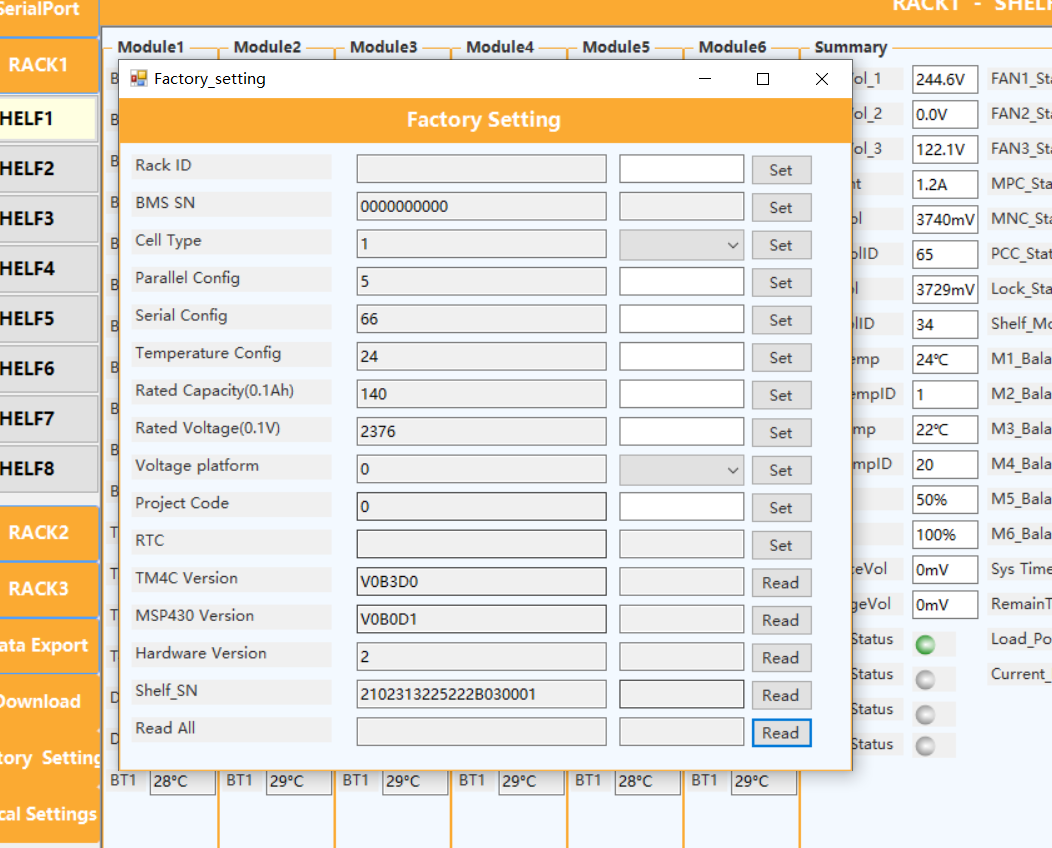 SerialPort
RACK1 - SHELF
RACK1
HELF1
HELF2
HELF3
HELF4
HELF5
HELF6
HELF7
HELF8
RACK2
RACK3
ata Export
Download
tory Setting
cal Settings
Module1 Module2 Module3 Module4 Module5 Module6 Summary
Factory_setting
Factory Setting
Rack ID Set
BMS SN 0000000000 Set
Cell Type 1 Set
Parallel Config 5 Set
Serial Config 66 Set
Temperature Config 24 Set
Rated Capacity(0.1Ah) 140 Set
Rated Voltage(0.1V) 2376 Set
Voltage platform 0 Set
Project Code 0 Set
RTC Set
TM4C Version V0B3D0 Read
MSP430 Version V0B0D1 Read
Hardware Version 2 Read
Shelf_SN 2102313225222B030001 Read
Read All Read
ol_1 244.6V FAN1_Sta
ol_2 0.0V FAN2_Sta
ol_3 122.1V FAN3_Sta
nt 1.2A MPC_Sta
ol 3740mV MNC_Sta
olID 65 PCC_Stat
l 3729mV Lock_Sta
lID 34 Shelf_Mo
emp 24℃ M1_Bala
empID 1 M2_Bala
mp 22℃ M3_Bala
mpID 20 M4_Bala
50% M5_Bala
100% M6_Bala
eVol 0mV Sys Time
geVol 0mV RemainT
Status Load_Po
Status Current_
Status
Status
BT1 28°C BT1 29°C BT1 29°C BT1 29°C BT1 28°C BT1 29°C